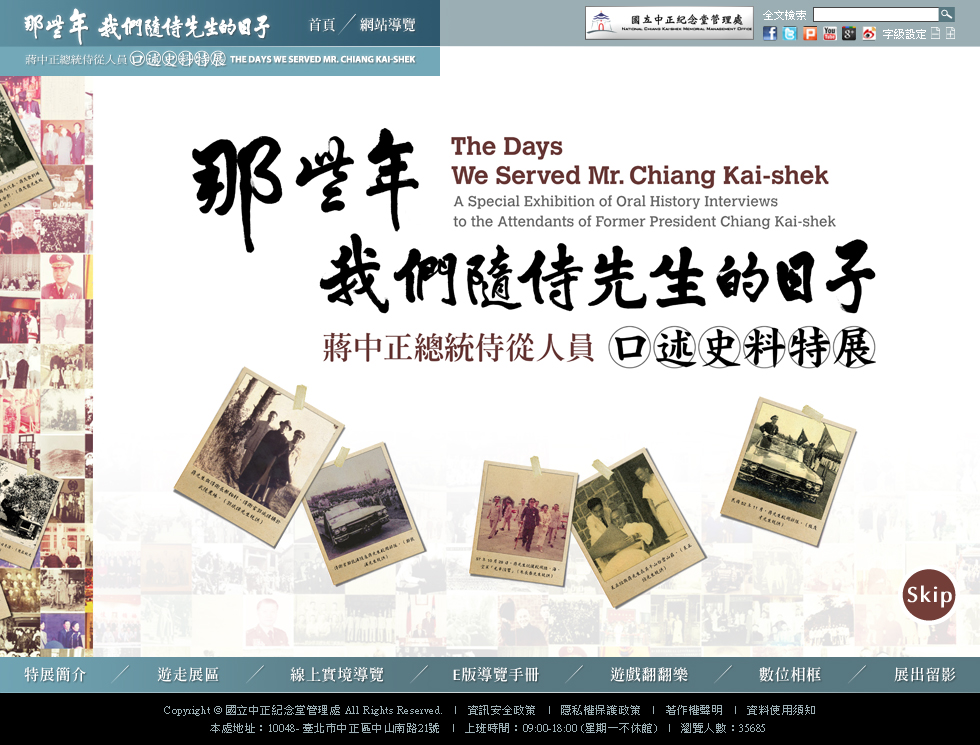 那些年 我們隨侍先生的日子
首頁 ／ 網站導覽
蔣中正總統侍從人員 口述史料特展 THE DAYS WE SERVED MR. CHIANG KAI-SHEK
國立中正紀念堂管理處
NATIONAL CHIANG KAI-SHEK MEMORIAL MANAGEMENT OFFICE
全文檢索
字級設定
那些年
The Days
We Served Mr. Chiang Kai-shek
A Special Exhibition of Oral History Interviews
to the Attendants of Former President Chiang Kai-shek
我們隨侍先生的日子
蔣中正總統侍從人員 口述史料特展
Skip
特展簡介 ／ 遊走展區 ／ 線上實境導覽 ／ E版導覽手冊 ／ 遊戲翻翻樂 ／ 數位相框 ／ 展出留影
Copyright © 國立中正紀念堂管理處 All Rights Reserved. | 資訊安全政策 | 隱私權保護政策 | 著作權聲明 | 資料使用須知
本處地址：10048- 臺北市中正區中山南路21號 | 上班時間：09:00-18:00 (星期一不休館) | 瀏覽人數：35685